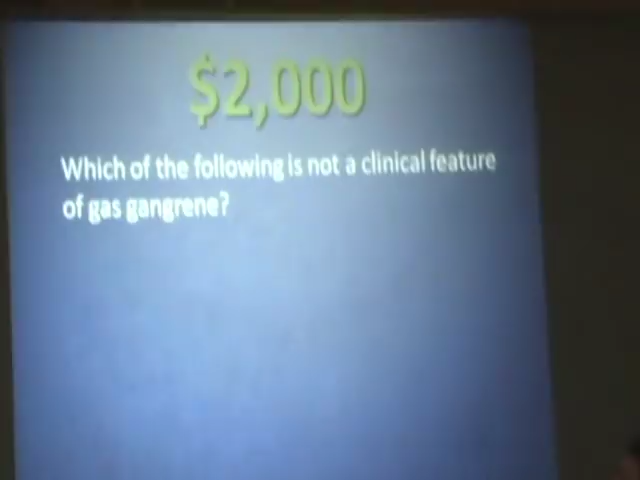 $2,000
Which of the following is not a clinical feature
of gas gangrene?